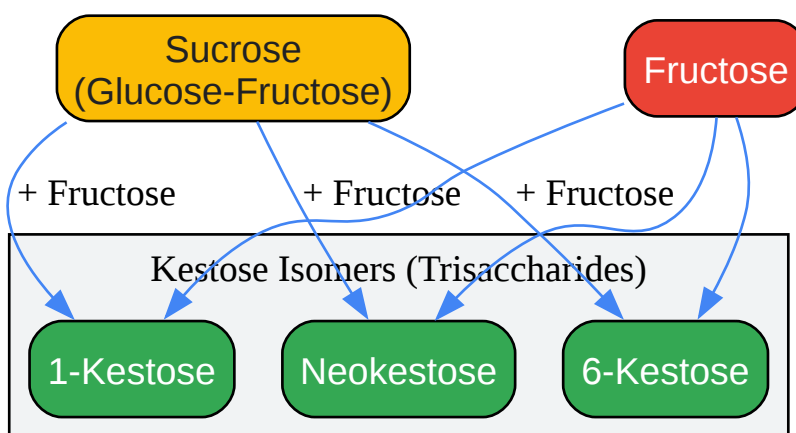 Sucrose
(Glucose-Fructose)
Fructose
+ Fructose
+ Fructose
+ Fructose
Kestose Isomers (Trisaccharides)
1-Kestose
Neokestose
6-Kestose